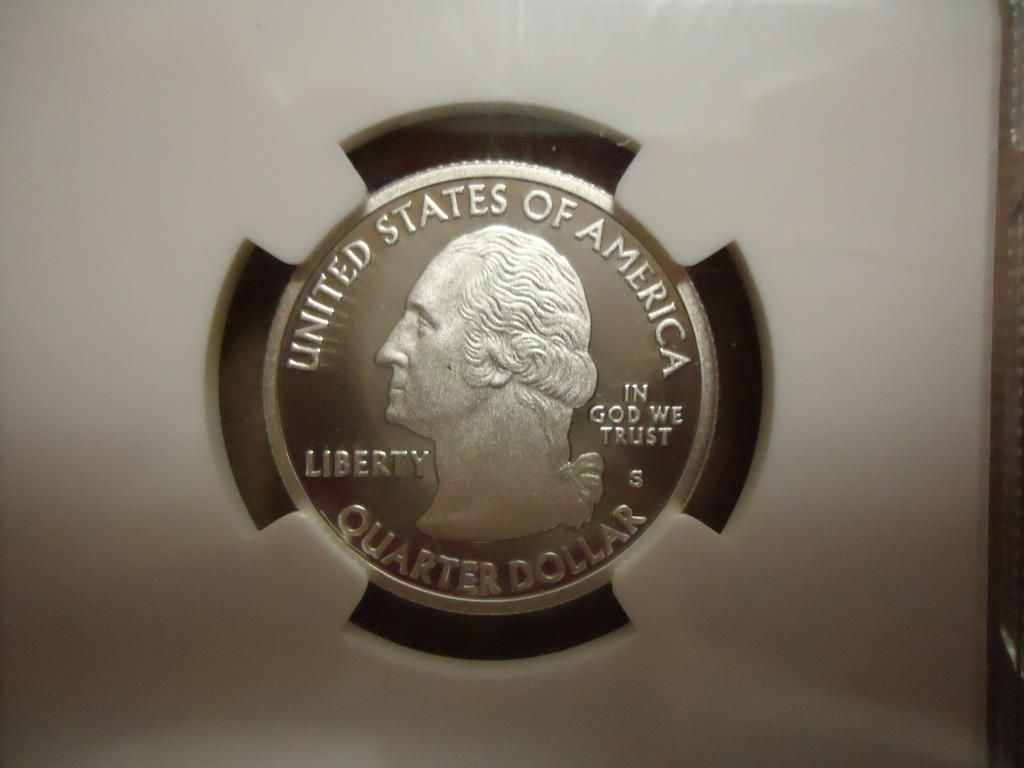 UNITED STATES OF AMERICA
LIBERTY
IN
GOD WE
TRUST
S
QUARTER DOLLAR